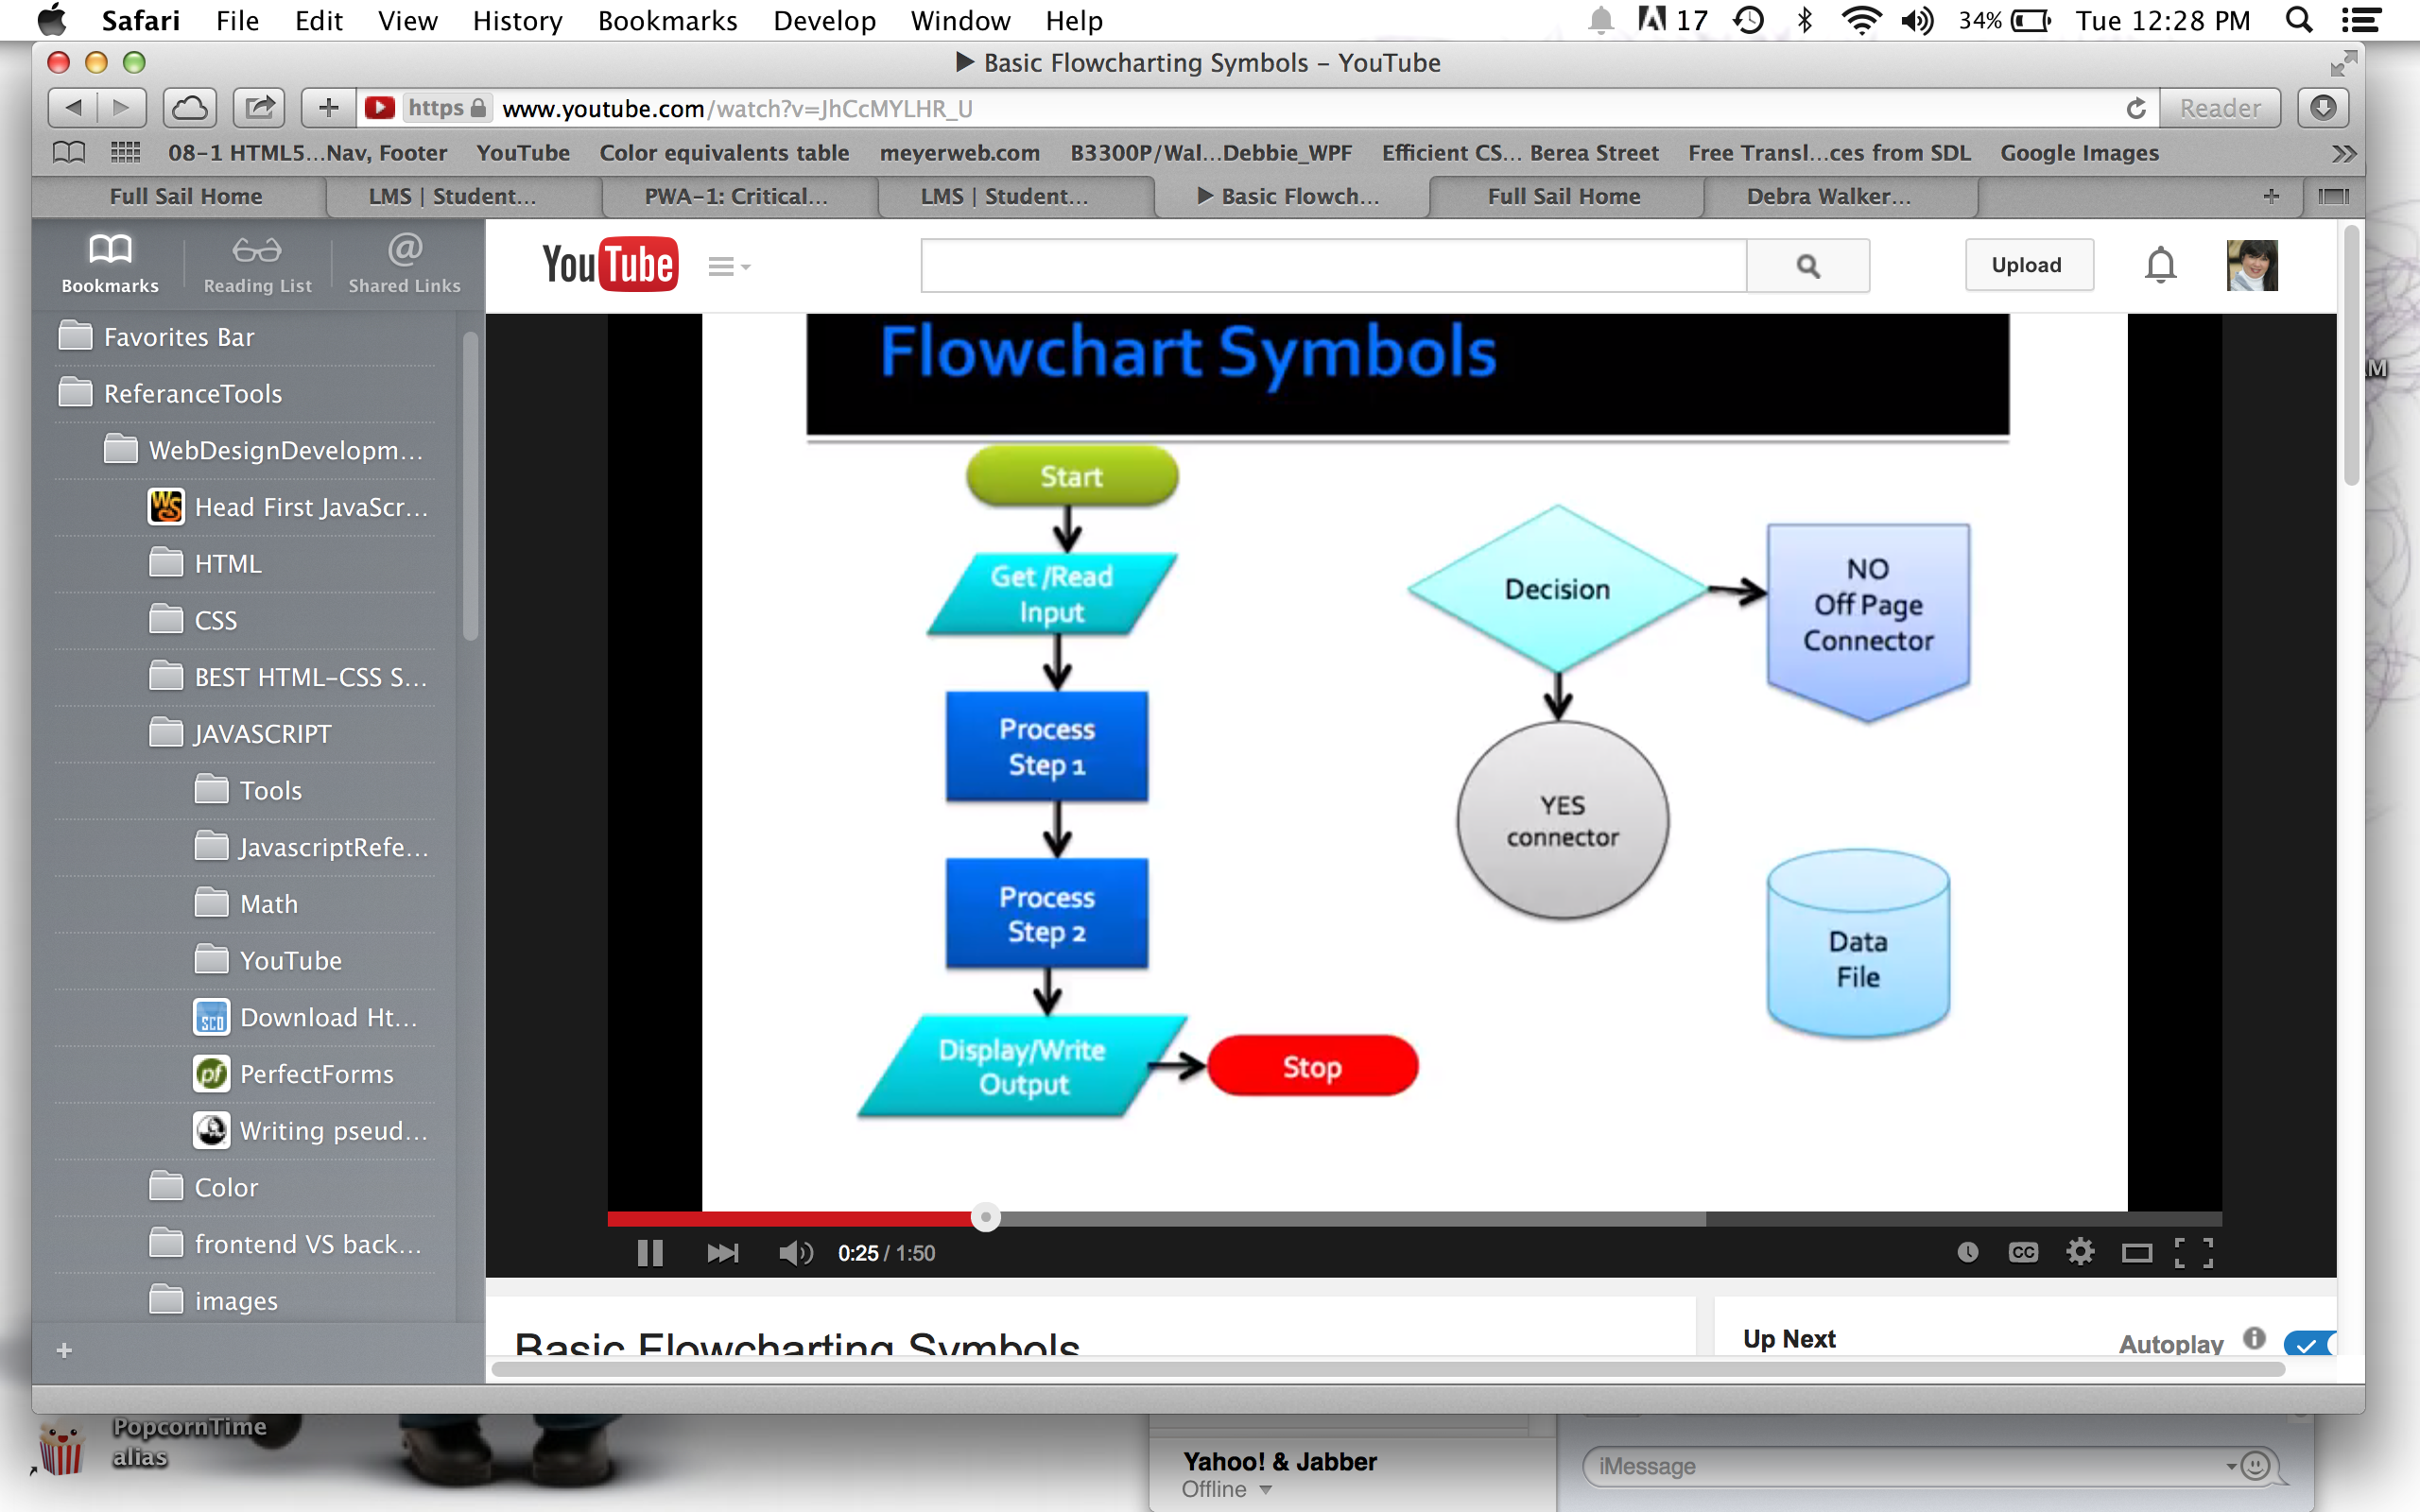 Safari File Edit View History Bookmarks Develop Window Help 17 34% Tue 12:28 PM
Basic Flowcharting Symbols – YouTube
https www.youtube.com/watch?v=JhCcMYLHR_U Reader
08-1 HTML5...Nav, Footer YouTube Color equivalents table meyerweb.com B3300P/Wal...Debbie_WPF Efficient CS... Berea Street Free Transl...ces from SDL Google Images
Full Sail Home LMS | Student... PWA-1: Critical... LMS | Student... Basic Flowch... Full Sail Home Debra Walker...
Bookmarks Reading List Shared Links
Favorites Bar
ReferanceTools
WebDesignDevelopm...
Head First JavaScr...
HTML
CSS
BEST HTML-CSS S...
JAVASCRIPT
Tools
JavascriptRefe...
Math
YouTube
Download Ht...
PerfectForms
Writing pseud...
Color
frontend VS back...
images
YouTube
Upload
Flowchart Symbols
Start
Get /Read
Input
Process
Step 1
Process
Step 2
Display/Write
Output
Stop
Decision
NO
Off Page
Connector
YES
connector
Data
File
0:25 / 1:50
CC
Basic Flowcharting Symbols
Up Next
Autoplay
PopcornTime
alias
Yahoo! & Jabber
Offline
iMessage